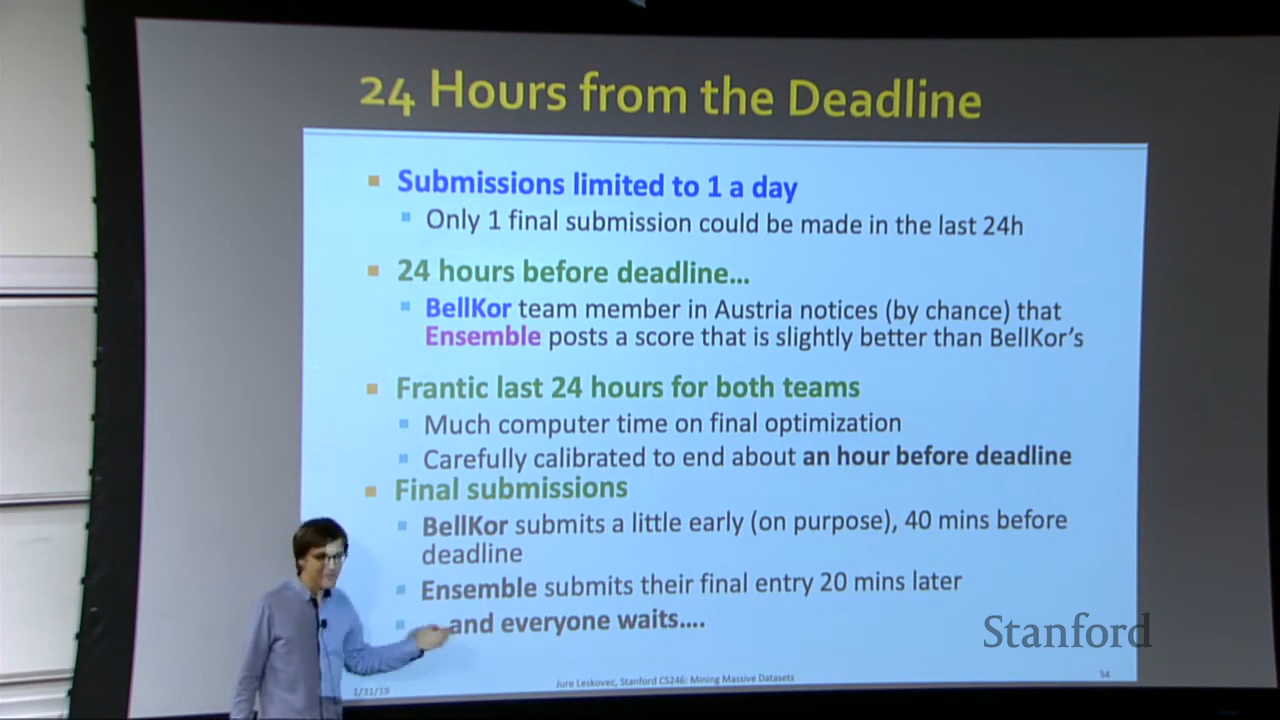 24 Hours from the Deadline
Submissions limited to 1 a day
Only 1 final submission could be made in the last 24h
24 hours before deadline…
BellKor team member in Austria notices (by chance) that
Ensemble posts a score that is slightly better than BellKor's
Frantic last 24 hours for both teams
Much computer time on final optimization
Carefully calibrated to end about an hour before deadline
Final submissions
BellKor submits a little early (on purpose), 40 mins before
deadline
Ensemble submits their final entry 20 mins later
and everyone waits….
Stanford
1/31/19
Jure Leskovec, Stanford CS246: Mining Massive Datasets
54